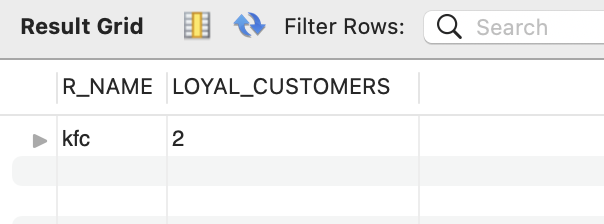 Result Grid Filter Rows: Search
R_NAME LOYAL_CUSTOMERS
kfc 2